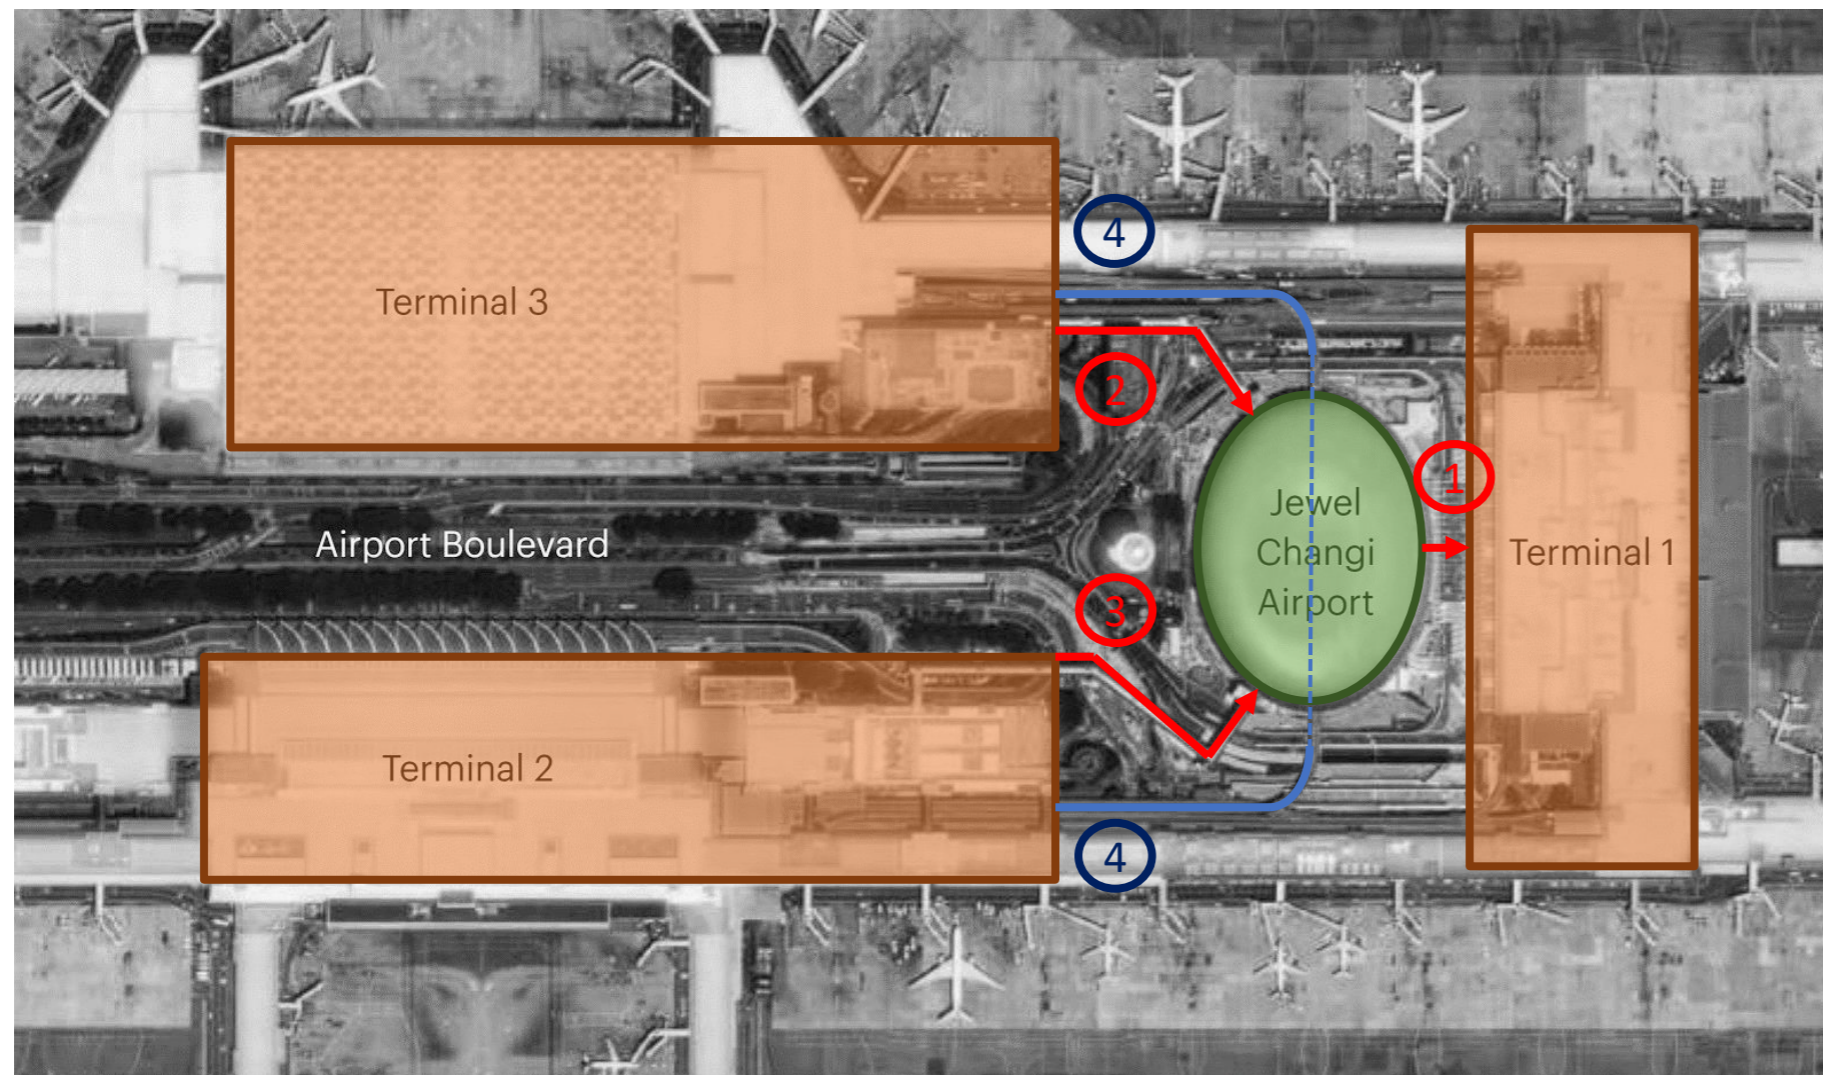 4
Terminal 3
2
1
Jewel
Changi
Airport
Airport Boulevard
Terminal 1
3
Terminal 2
4